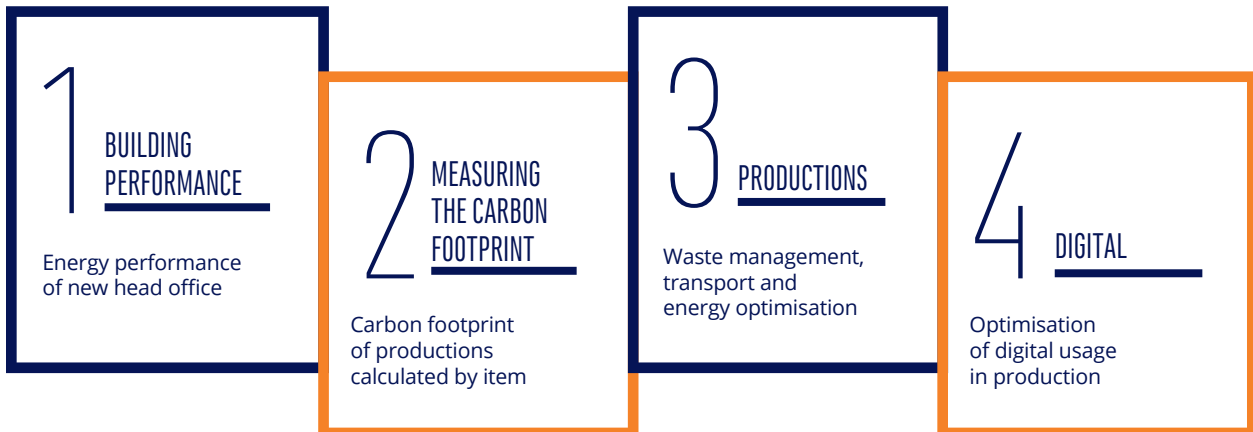 1
BUILDING
PERFORMANCE
Energy performance
of new head office
2
MEASURING
THE CARBON
FOOTPRINT
Carbon footprint
of productions
calculated by item
3
PRODUCTIONS
Waste management,
transport and
energy optimisation
4
DIGITAL
Optimisation
of digital usage
in production